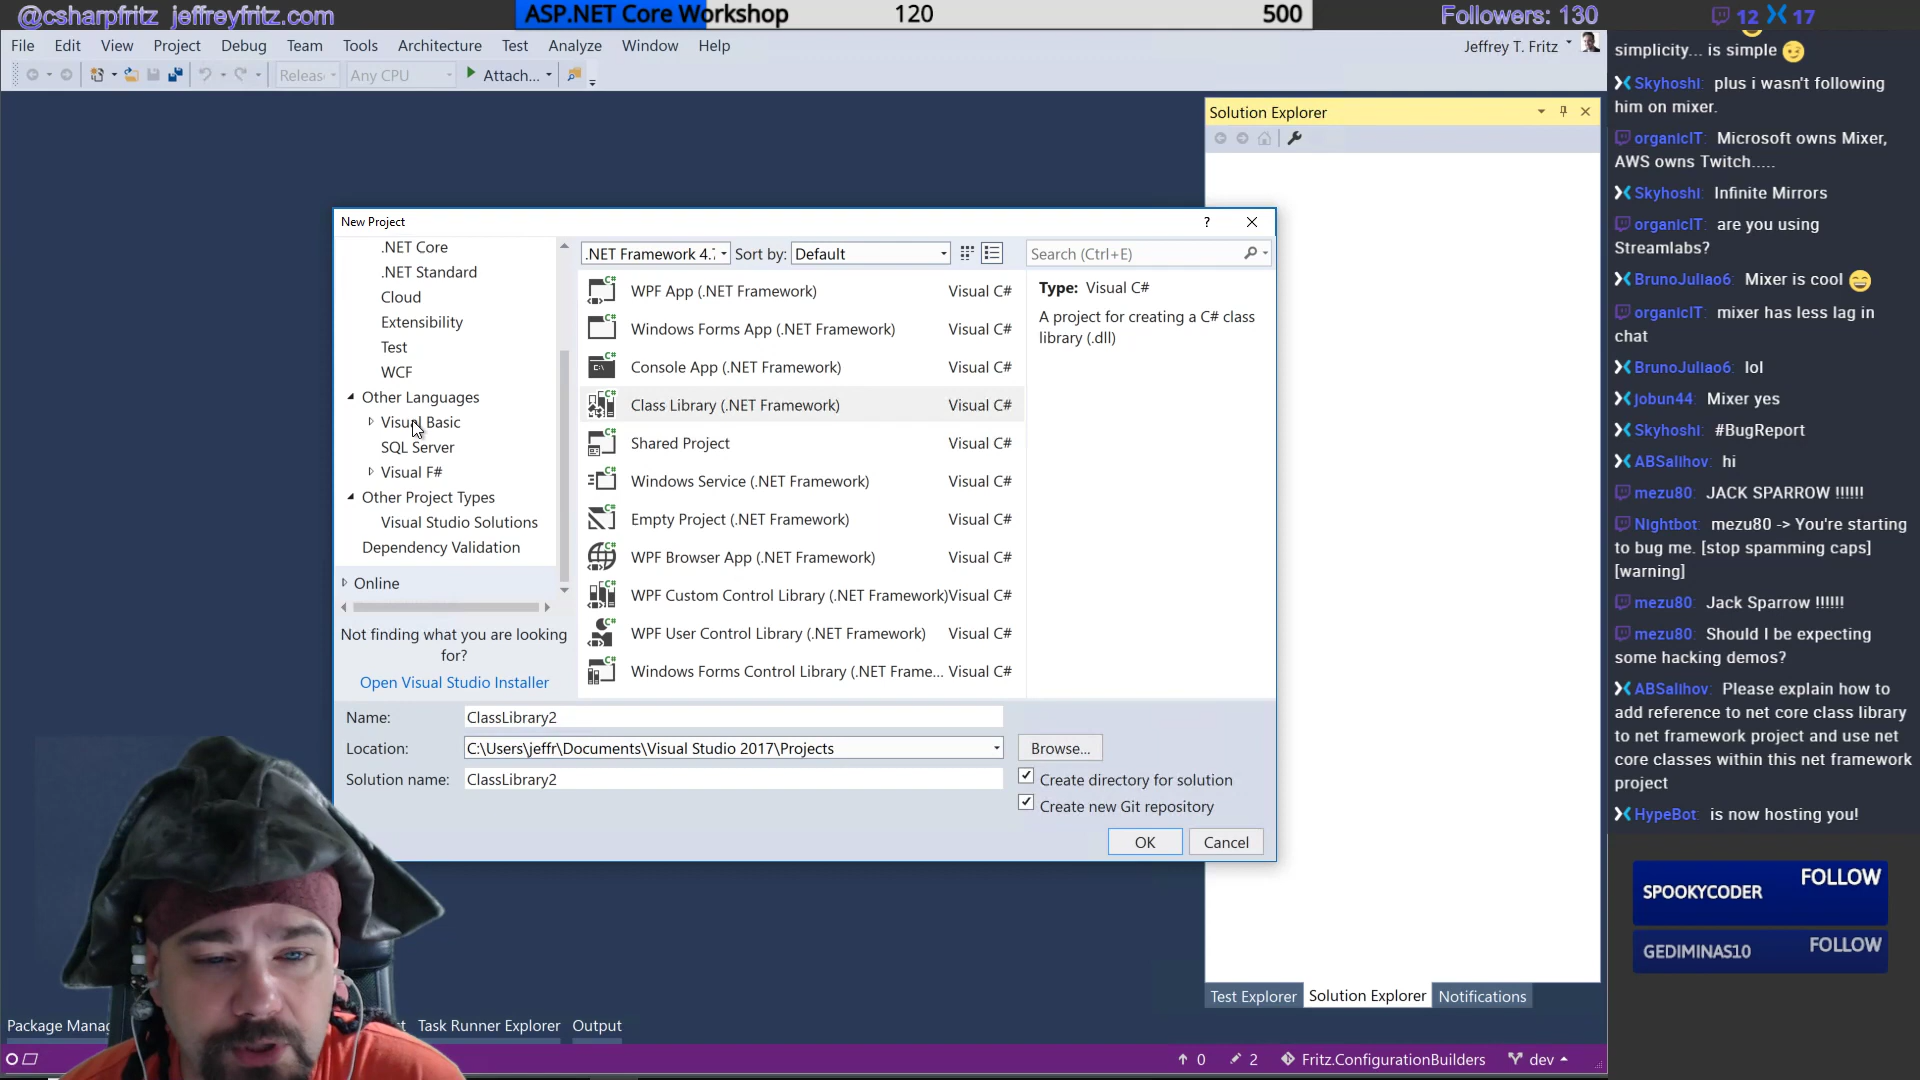 @csharpfritz jeffreyfritz.com
ASP.NET Core Workshop 120 500
Followers: 130
12 17
File Edit View Project Debug Team Tools Architecture Test Analyze Window Help
Jeffrey T. Fritz
Releas Any CPU Attach...
Solution Explorer
New Project
?
.NET Core
.NET Standard
Cloud
Extensibility
Test
WCF
Other Languages
Visual Basic
SQL Server
Visual F#
Other Project Types
Visual Studio Solutions
Dependency Validation
Online
Not finding what you are looking
for?
Open Visual Studio Installer
.NET Framework 4. Sort by: Default
Search (Ctrl+E)
WPF App (.NET Framework) Visual C#
Windows Forms App (.NET Framework) Visual C#
Console App (.NET Framework) Visual C#
Class Library (.NET Framework) Visual C#
Shared Project Visual C#
Windows Service (.NET Framework) Visual C#
Empty Project (.NET Framework) Visual C#
WPF Browser App (.NET Framework) Visual C#
WPF Custom Control Library (.NET Framework) Visual C#
WPF User Control Library (.NET Framework) Visual C#
Windows Forms Control Library (.NET Frame... Visual C#
Type: Visual C#
A project for creating a C# class
library (.dll)
Name: ClassLibrary2
Location: C:\Users\jeffr\Documents\Visual Studio 2017\Projects
Browse...
Solution name: ClassLibrary2
Create directory for solution
Create new Git repository
OK Cancel
Test Explorer Solution Explorer Notifications
Package Manag
Task Runner Explorer Output
0 2 Fritz.ConfigurationBuilders dev
simplicity... is simple
Skyhoshi: plus i wasn't following
him on mixer.
organicIT: Microsoft owns Mixer,
AWS owns Twitch.....
Skyhoshi: Infinite Mirrors
organicIT: are you using
Streamlabs?
BrunoJuliao6: Mixer is cool
organicIT: mixer has less lag in
chat
BrunoJuliao6: lol
jobun44: Mixer yes
Skyhoshi: #BugReport
ABSalihov: hi
mezu80: JACK SPARROW !!!!!!
Nightbot: mezu80 -> You're starting
to bug me. [stop spamming caps]
[warning]
mezu80: Jack Sparrow !!!!!!
mezu80: Should I be expecting
some hacking demos?
ABSalihov: Please explain how to
add reference to net core class library
to net framework project and use net
core classes within this net framework
project
HypeBot: is now hosting you!
SPOOKYCODER FOLLOW
GEDIMINAS10 FOLLOW